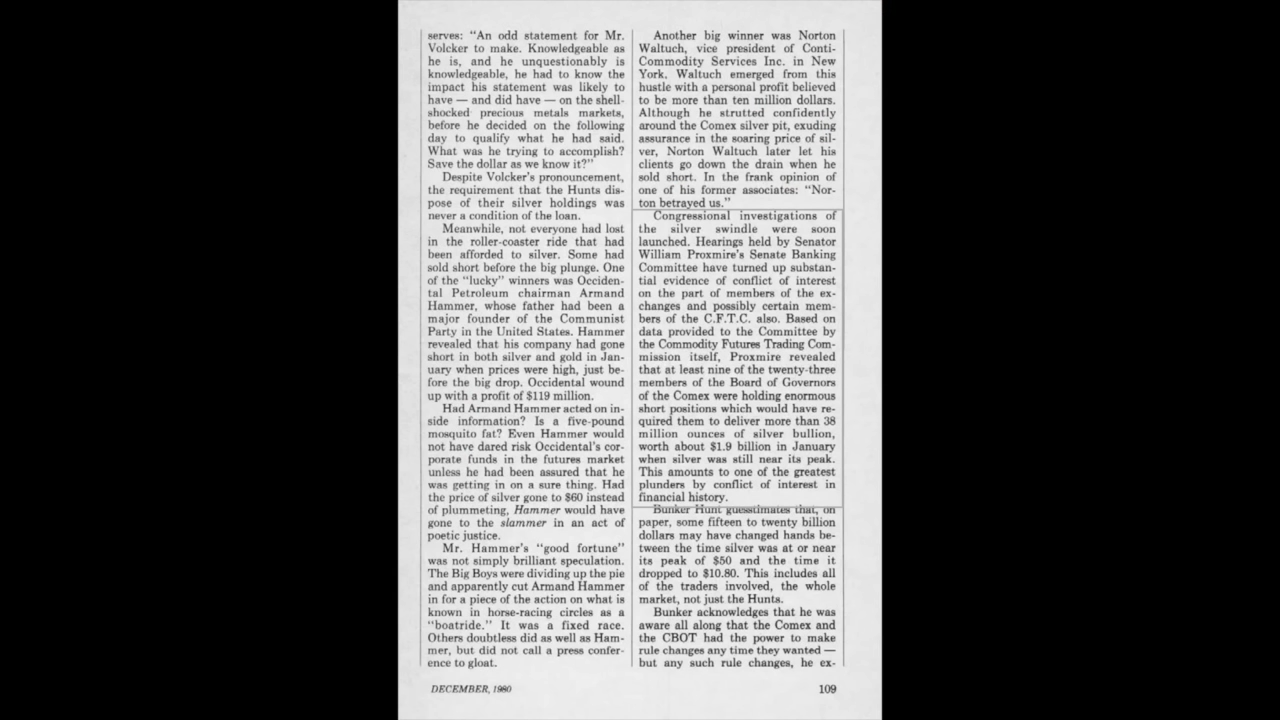 serves: "An odd statement for Mr.
Volcker to make. Knowledgeable as
he is, and he unquestionably is
knowledgeable, he had to know the
impact his statement was likely to
have — and did have — on the shell-
shocked precious metals markets,
before he decided on the following
day to qualify what he had said.
What was he trying to accomplish?
Save the dollar as we know it?"
Despite Volcker's pronouncement,
the requirement that the Hunts dis-
pose of their silver holdings was
never a condition of the loan.
Meanwhile, not everyone had lost
in the roller-coaster ride that had
been afforded to silver. Some had
sold short before the big plunge. One
of the "lucky" winners was Occiden-
tal Petroleum chairman Armand
Hammer, whose father had been a
major founder of the Communist
Party in the United States. Hammer
revealed that his company had gone
short in both silver and gold in Jan-
uary when prices were high, just be-
fore the big drop. Occidental wound
up with a profit of $119 million.
Had Armand Hammer acted on in-
side information? Is a five-pound
mosquito fat? Even Hammer would
not have dared risk Occidental's cor-
porate funds in the futures market
unless he had been assured that he
was getting in on a sure thing. Had
the price of silver gone to $60 instead
of plummeting, Hammer would have
gone to the slammer in an act of
poetic justice.
Mr. Hammer's "good fortune"
was not simply brilliant speculation.
The Big Boys were dividing up the pie
and apparently cut Armand Hammer
in for a piece of the action on what is
known in horse-racing circles as a
"boatride." It was a fixed race.
Others doubtless did as well as Ham-
mer, but did not call a press confer-
ence to gloat.
Another big winner was Norton
Waltuch, vice president of Conti-
Commodity Services Inc. in New
York. Waltuch emerged from this
hustle with a personal profit believed
to be more than ten million dollars.
Although he strutted confidently
around the Comex silver pit, exuding
assurance in the soaring price of sil-
ver, Norton Waltuch later let his
clients go down the drain when he
sold short. In the frank opinion of
one of his former associates: "Nor-
ton betrayed us."
Congressional investigations of
the silver swindle were soon
launched. Hearings held by Senator
William Proxmire's Senate Banking
Committee have turned up substan-
tial evidence of conflict of interest
on the part of members of the ex-
changes and possibly certain mem-
bers of the C.F.T.C. also. Based on
data provided to the Committee by
the Commodity Futures Trading Com-
mission itself, Proxmire revealed
that at least nine of the twenty-three
members of the Board of Governors
of the Comex were holding enormous
short positions which would have re-
quired them to deliver more than 38
million ounces of silver bullion,
worth about $1.9 billion in January
when silver was still near its peak.
This amounts to one of the greatest
plunders by conflict of interest in
financial history.
Bunker Hunt guesstimates that, on
paper, some fifteen to twenty billion
dollars may have changed hands be-
tween the time silver was at or near
its peak of $50 and the time it
dropped to $10.80. This includes all
of the traders involved, the whole
market, not just the Hunts.
Bunker acknowledges that he was
aware all along that the Comex and
the CBOT had the power to make
rule changes any time they wanted —
but any such rule changes, he ex-
DECEMBER, 1980
109